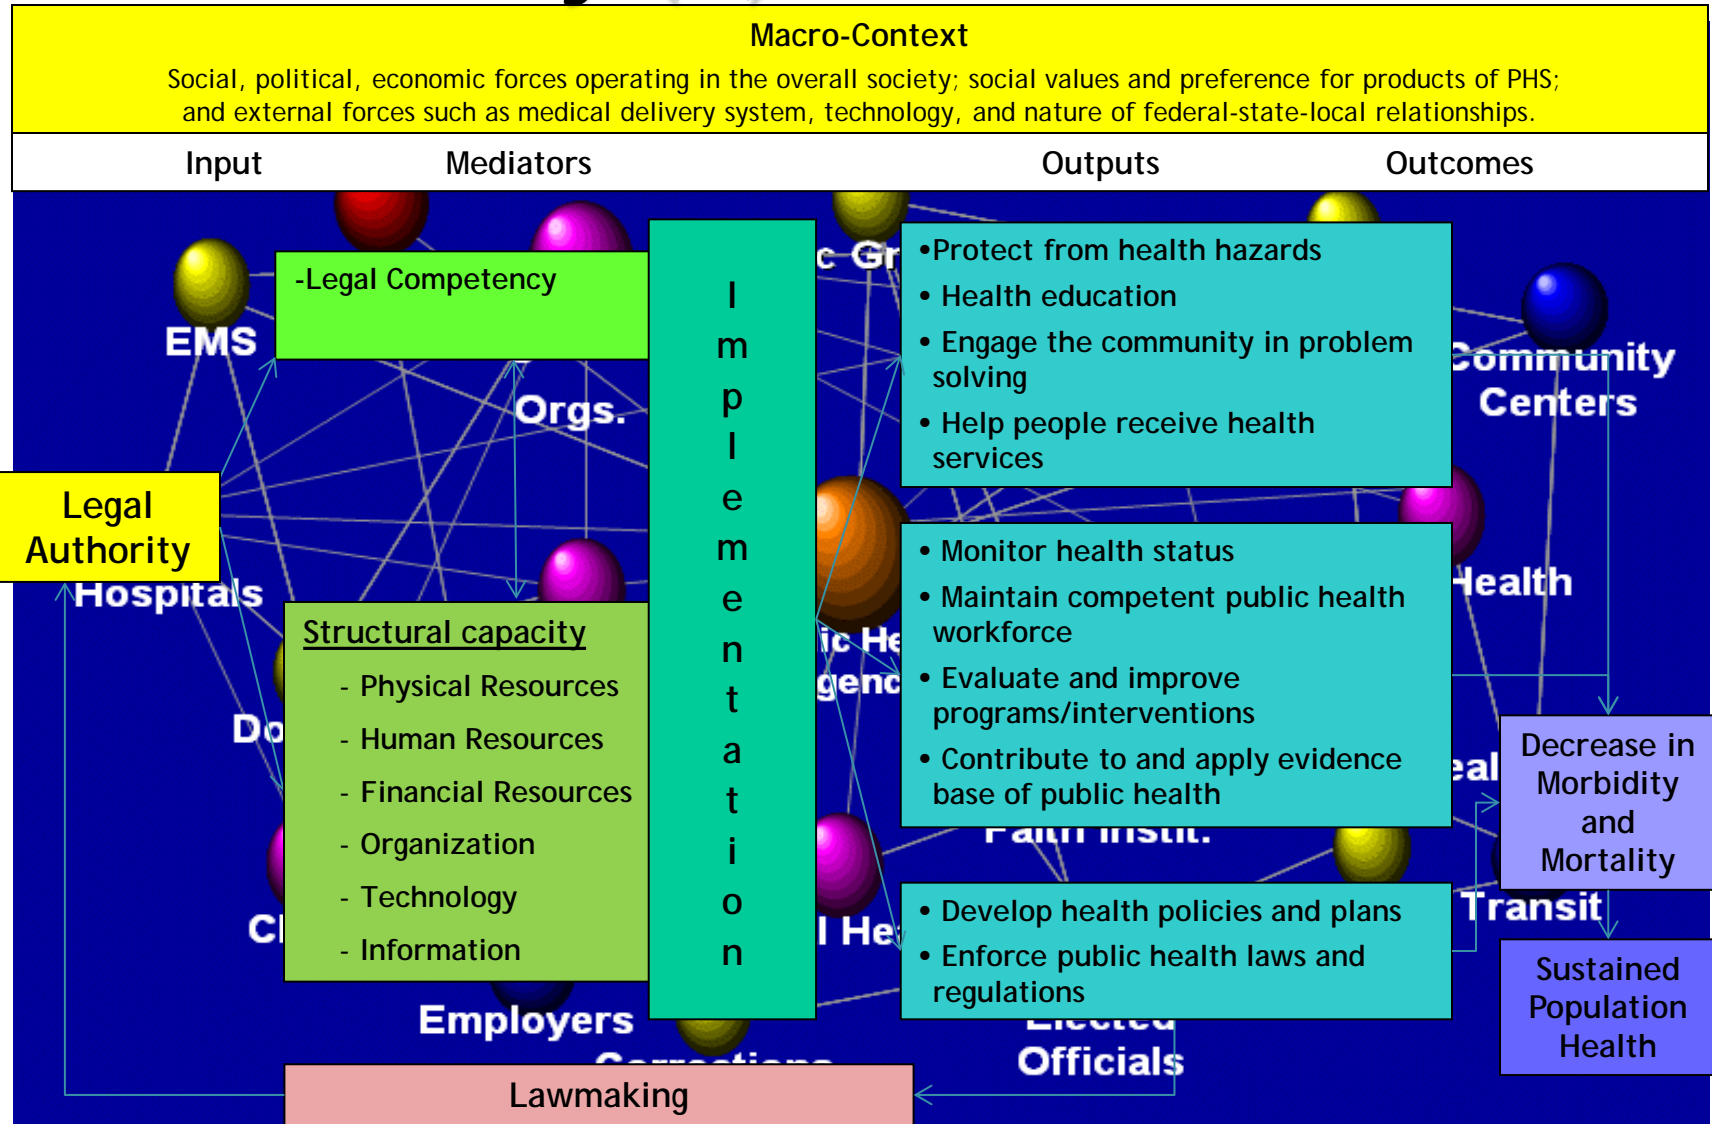 Macro-Context
Social, political, economic forces operating in the overall society; social values and preference for products of PHS;
and external forces such as medical delivery system, technology, and nature of federal-state-local relationships.
Input Mediators Outputs Outcomes
-Legal Competency
Implementation
•Protect from health hazards
• Health education
• Engage the community in problem
solving
• Help people receive health
services
EMS
Orgs.
Community
Centers
Legal
Authority
Hospitals
Structural capacity
- Physical Resources
- Human Resources
- Financial Resources
- Organization
- Technology
- Information
• Monitor health status
• Maintain competent public health
workforce
• Evaluate and improve
programs/interventions
• Contribute to and apply evidence
base of public health
Health
Faith Instit.
Decrease in
Morbidity
and
Mortality
Transit
• Develop health policies and plans
• Enforce public health laws and
regulations
Sustained
Population
Health
Employers
Corrections
Elected
Officials
Lawmaking